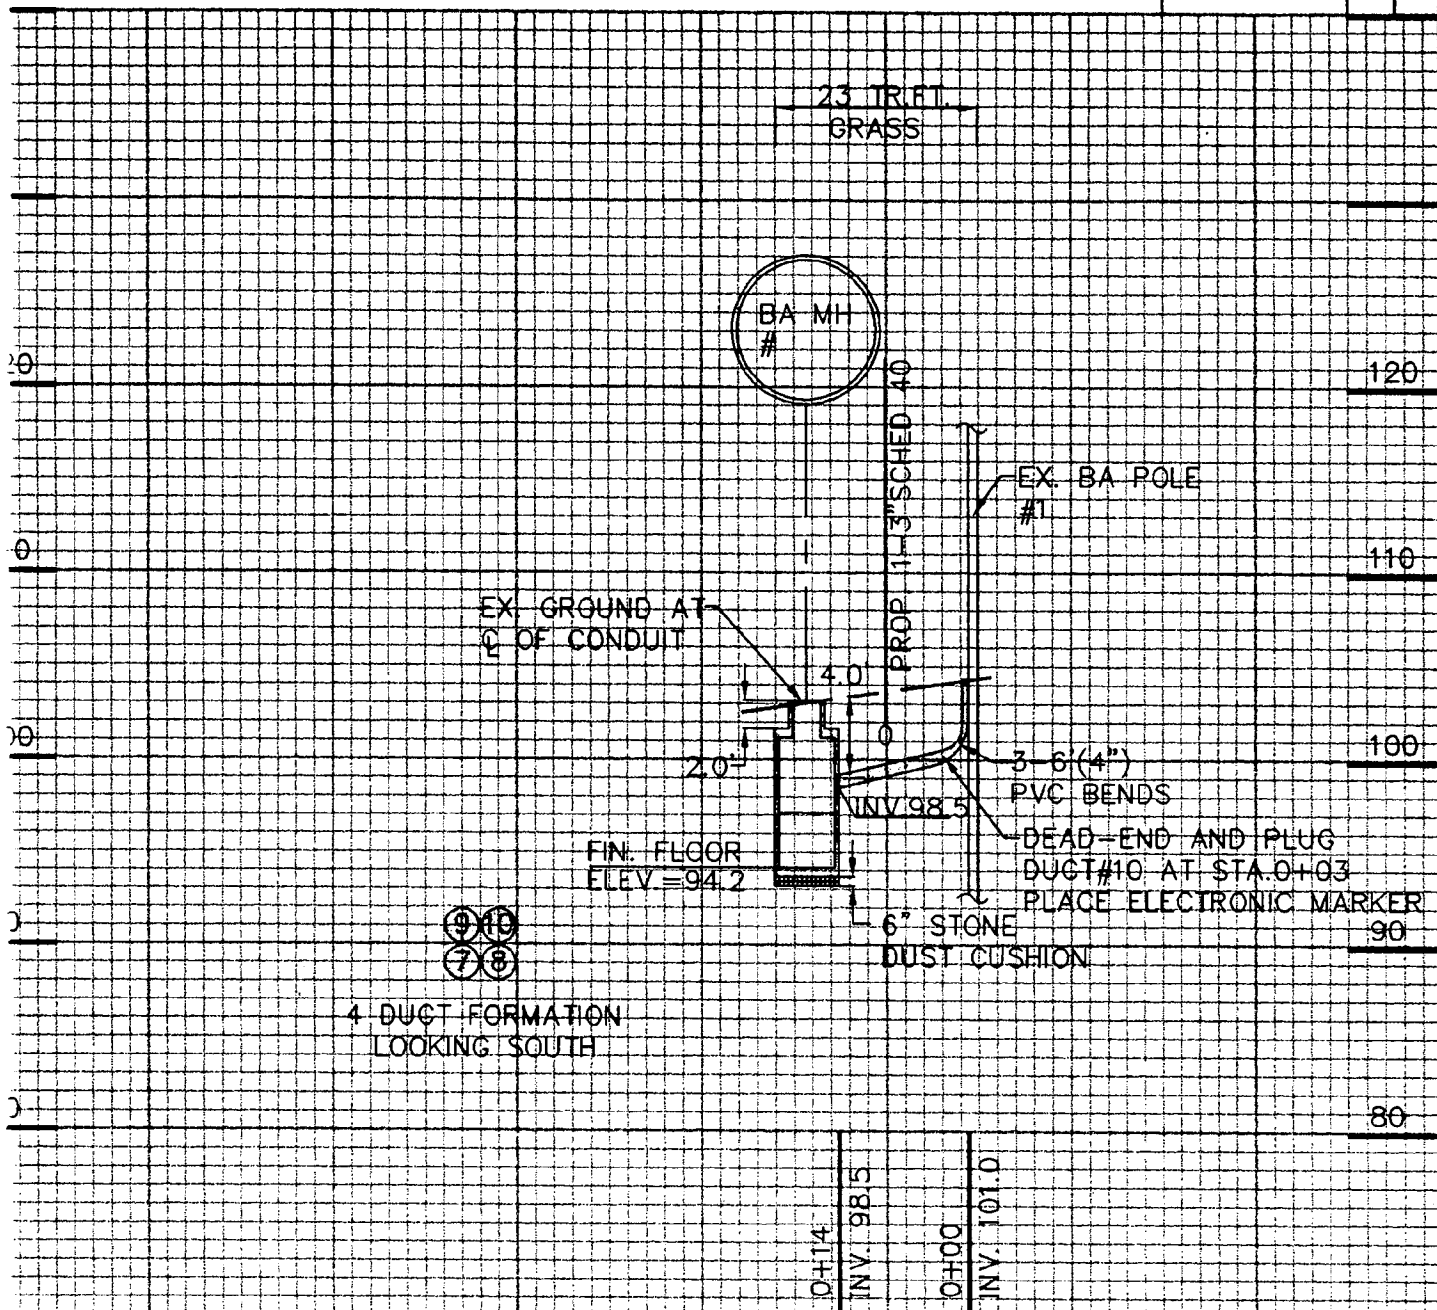 23 TR.FT.
GRASS
BA MH
#
120
PROP. 1-3" SCHED 40
EX. BA POLE
#1
110
EX. GROUND AT
℄ OF CONDUIT
4.0'
0
100
2.0'
3-6'(4")
PVC BENDS
INV. 98.5
DEAD-END AND PLUG
DUCT#10 AT STA.0+03
PLACE ELECTRONIC MARKER
FIN. FLOOR
ELEV.=94.2
9 10
7 8
6" STONE
DUST CUSHION
90
4 DUCT FORMATION
LOOKING SOUTH
80
0+14
INV. 98.5
0+00
INV. 101.0